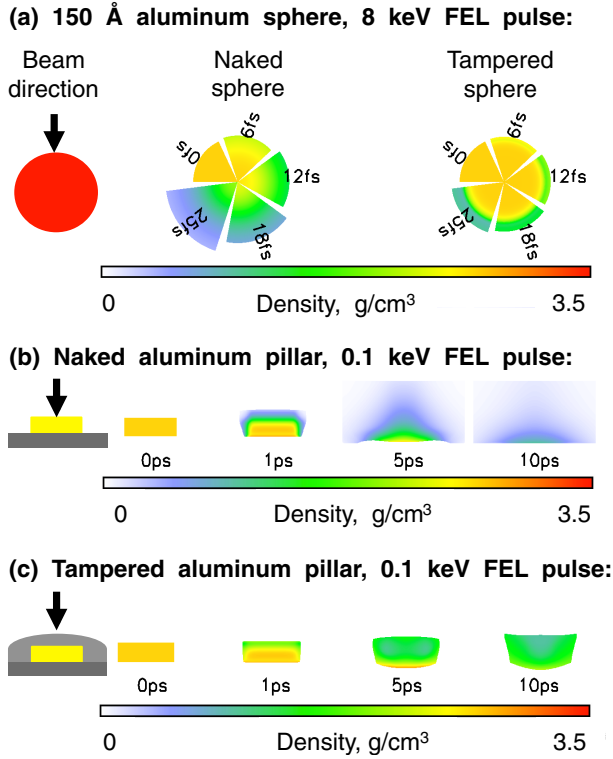 (a) 150 Å aluminum sphere, 8 keV FEL pulse:
Beam direction
Naked sphere
Tampered sphere
0fs
6fs
12fs
18fs
25fs
0fs
6fs
12fs
18fs
25fs
0 Density, g/cm³ 3.5
(b) Naked aluminum pillar, 0.1 keV FEL pulse:
0ps 1ps 5ps 10ps
0 Density, g/cm³ 3.5
(c) Tampered aluminum pillar, 0.1 keV FEL pulse:
0ps 1ps 5ps 10ps
0 Density, g/cm³ 3.5